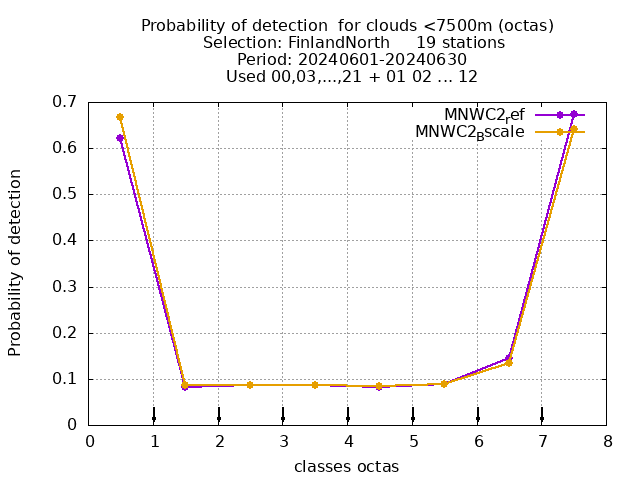 Probability of detection  for clouds <7500m (octas)
Selection: FinlandNorth     19 stations
Period: 20240601-20240630
Used 00,03,...,21 + 01 02 ... 12
MNWC2ref
MNWC2Bscale
0.7
0.6
0.5
0.4
0.3
0.2
0.1
0
Probability of detection
0 1 2 3 4 5 6 7 8
classes octas